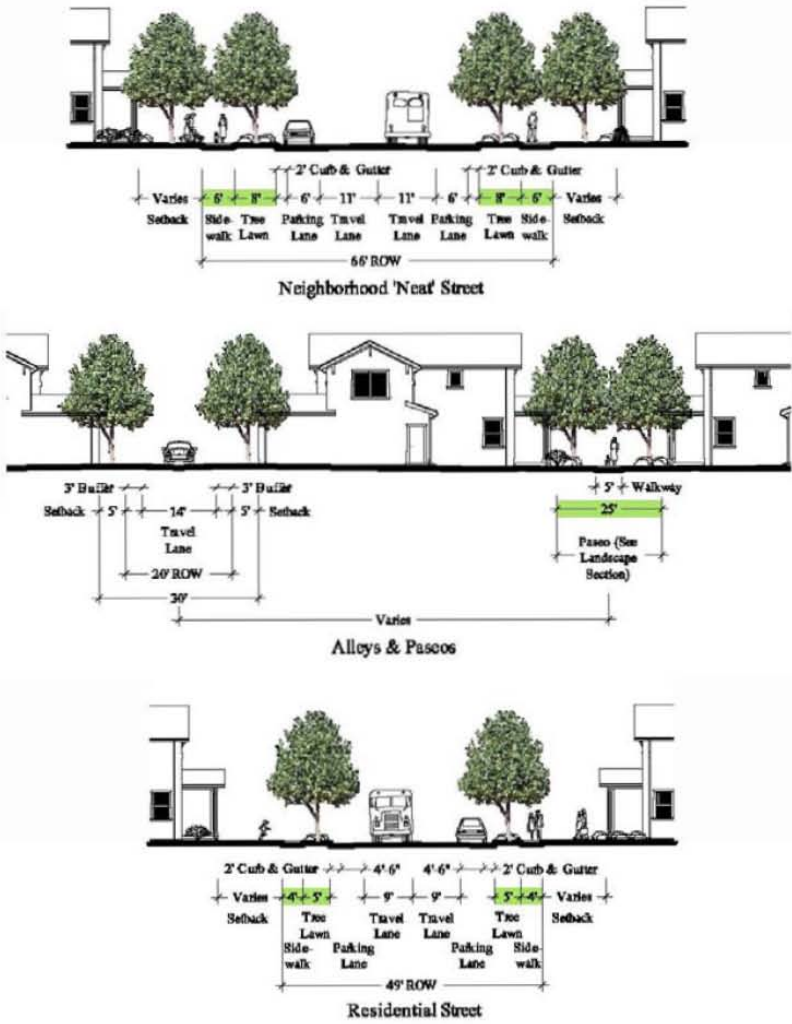 2' Curb & Gutter 2' Curb & Gutter
Varies 6' 8' 6' 11' 11' 6' 8' 6' Varies
Setback Side- Tree Parking Travel Travel Parking Tree Side- Setback
walk Lawn Lane Lane Lane Lane Lawn walk
66' ROW
Neighborhood 'Neat' Street
3' Buffer 3' Buffer 5' Walkway
Setback 5' 14' 5' Setback 25'
Travel
Lane
Paseo (See
Landscape
Section)
20' ROW
30'
Varies
Alleys & Paseos
2' Curb & Gutter 4'-6" 4'-6" 2' Curb & Gutter
Varies 4' 5' 9' 9' 5' 4' Varies
Setback Tree Travel Travel Tree Setback
Lawn Lane Lane Lawn
Side- Parking Parking Side-
walk Lane Lane walk
49' ROW
Residential Street